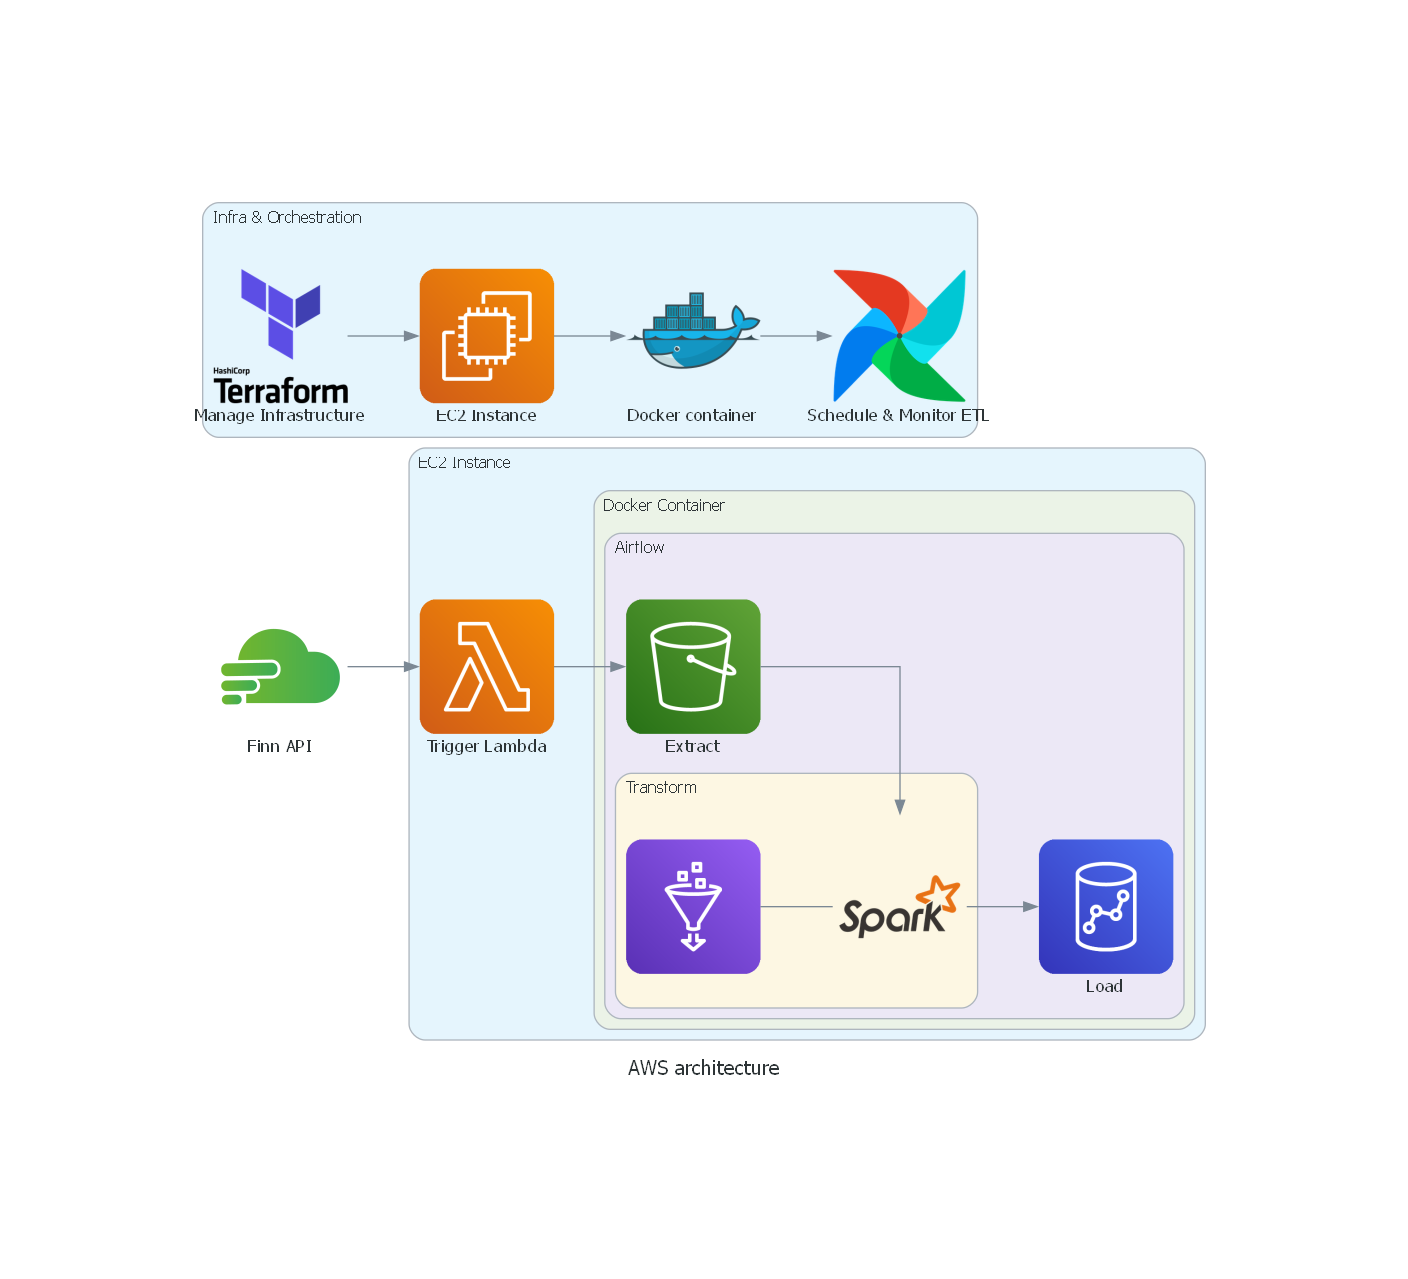 Infra & Orchestration
HashiCorp
Terraform
Manage Infrastructure
EC2 Instance
Docker container
Schedule & Monitor ETL
EC2 Instance
Docker Container
Airflow
Finn API
Trigger Lambda
Extract
Transform
Spark
Load
AWS architecture